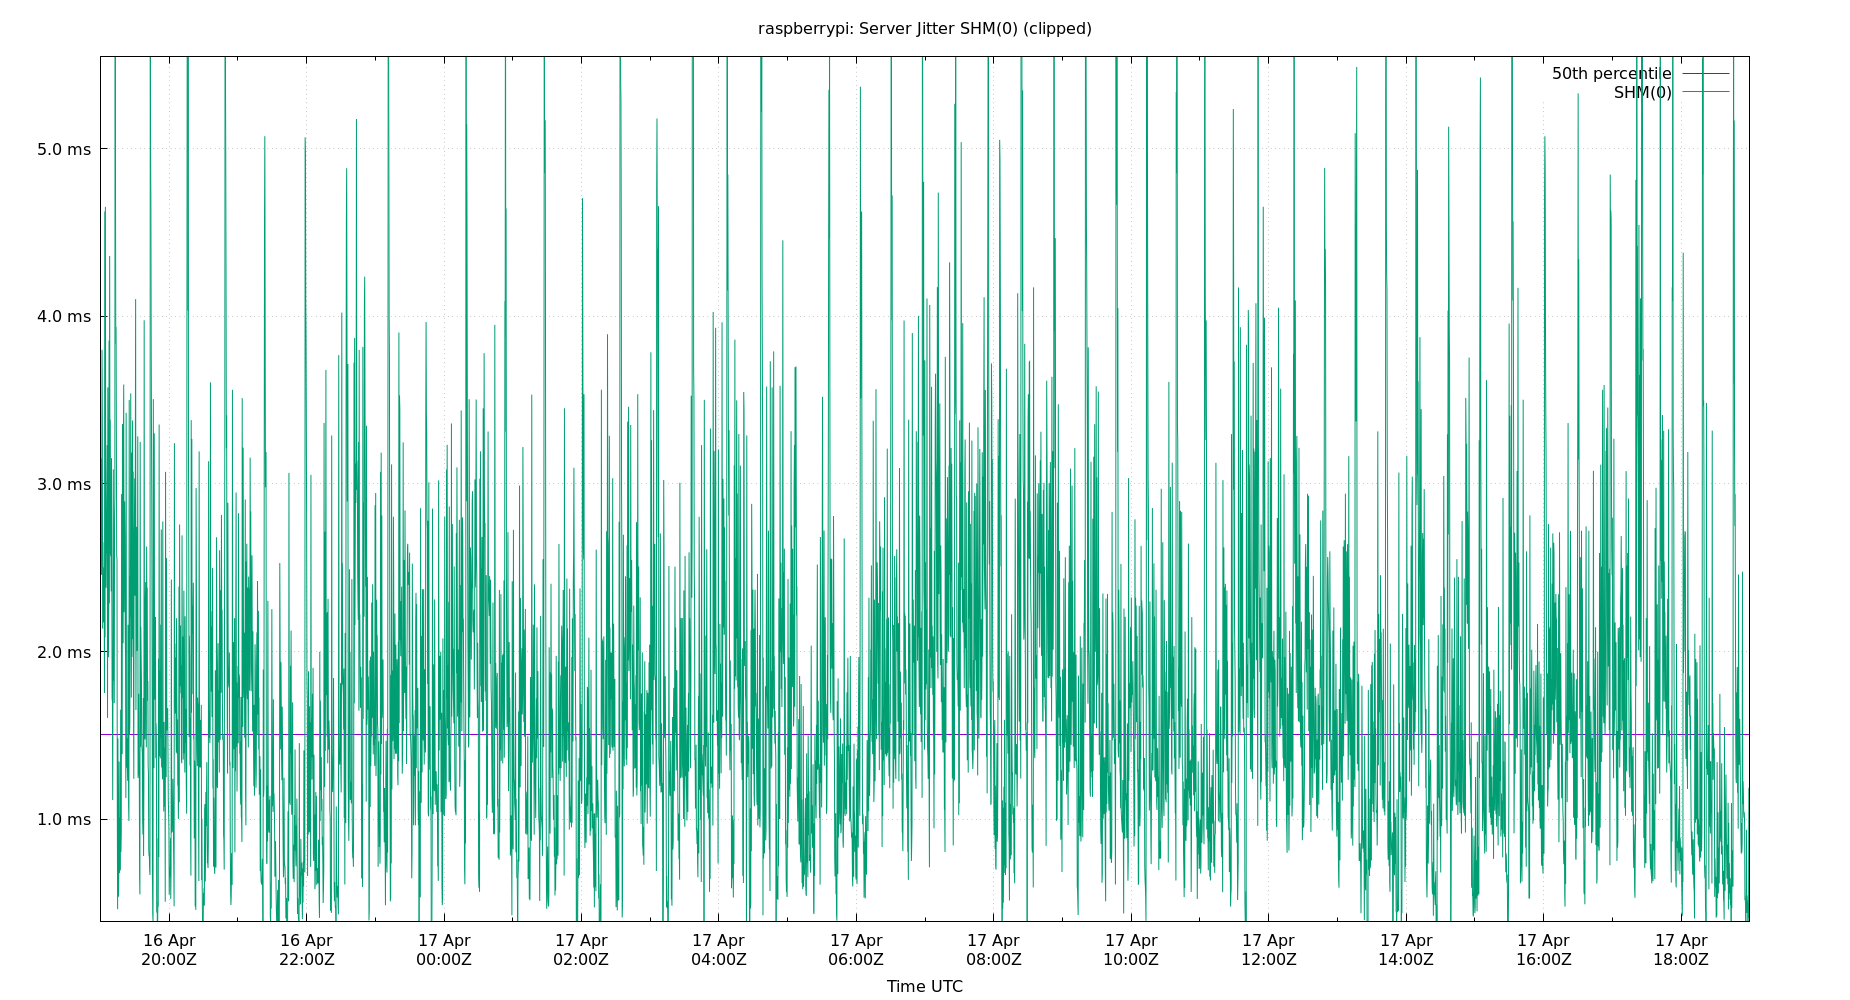 raspberrypi: Server Jitter SHM(0) (clipped)
50th percentile
SHM(0)
5.0 ms
4.0 ms
3.0 ms
2.0 ms
1.0 ms
16 Apr 16 Apr 17 Apr 17 Apr 17 Apr 17 Apr 17 Apr 17 Apr 17 Apr 17 Apr 17 Apr 17 Apr
20:00Z 22:00Z 00:00Z 02:00Z 04:00Z 06:00Z 08:00Z 10:00Z 12:00Z 14:00Z 16:00Z 18:00Z
Time UTC